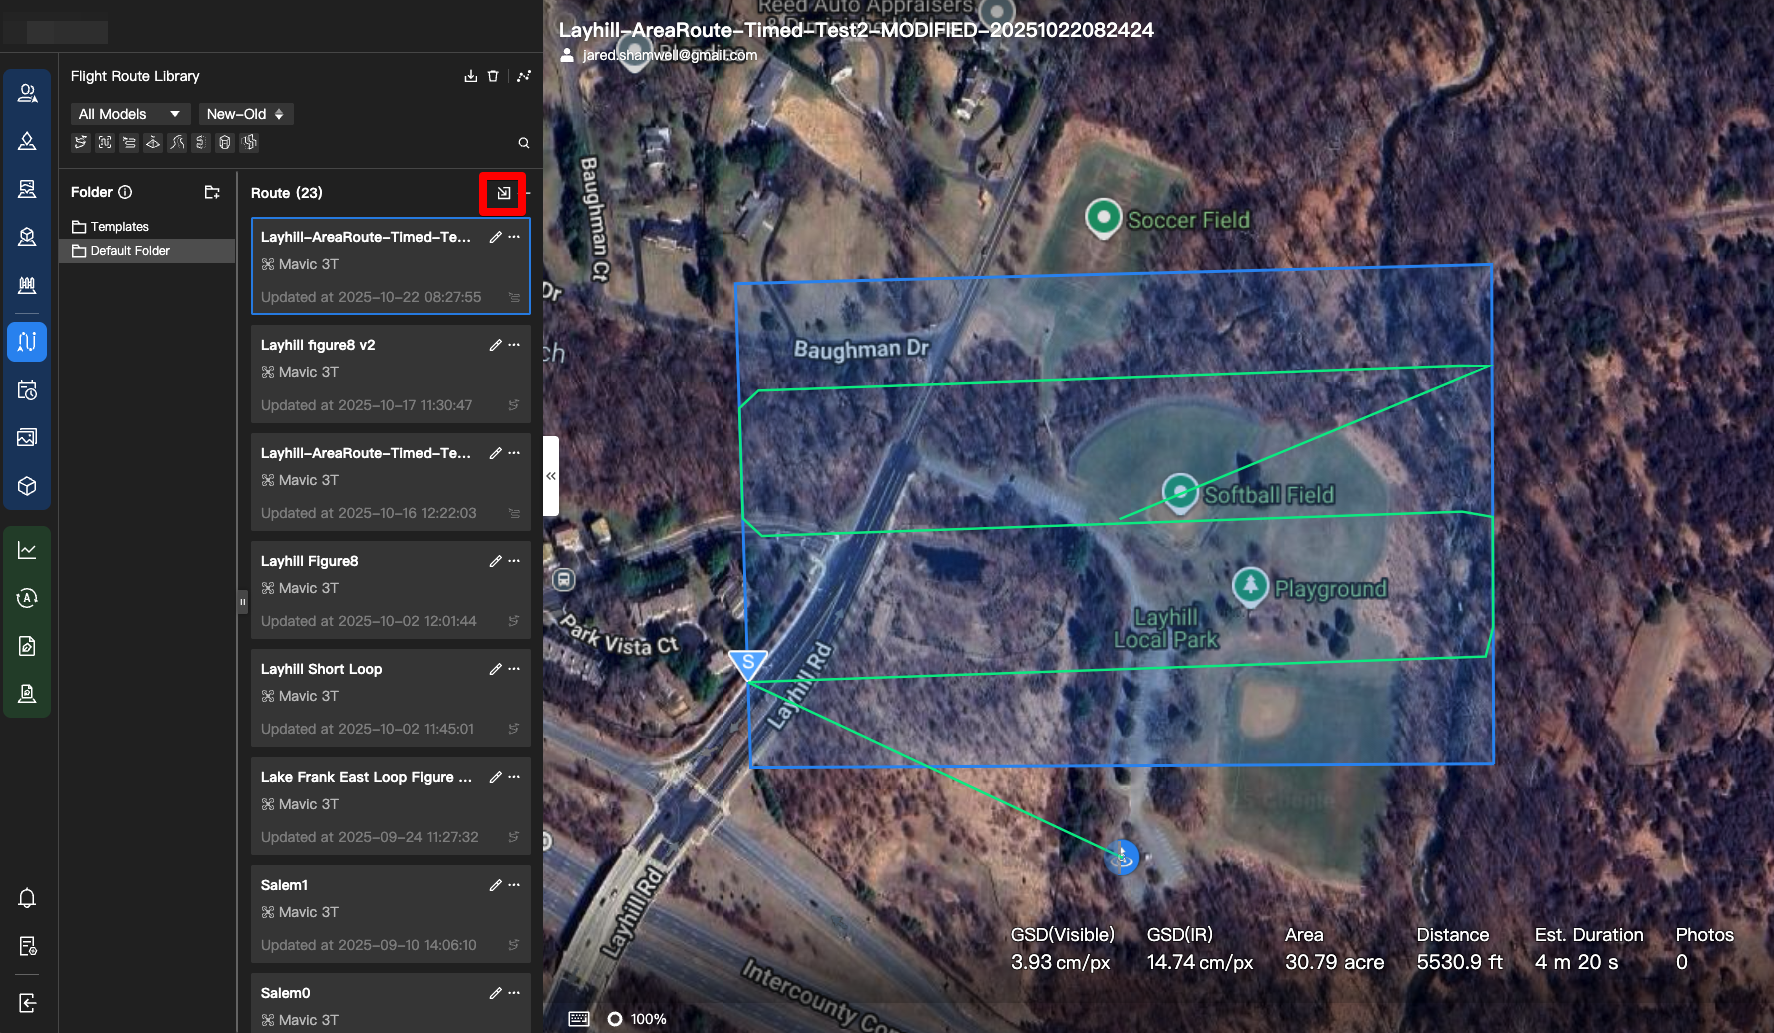 Flight Route Library
All Models
New-Old
Folder
Templates
Default Folder
Route (23)
Layhill-AreaRoute-Timed-Te...
Mavic 3T
Updated at 2025-10-22 08:27:55
Layhill figure8 v2
Mavic 3T
Updated at 2025-10-17 11:30:47
Layhill-AreaRoute-Timed-Te...
Mavic 3T
Updated at 2025-10-16 12:22:03
Layhill Figure8
Mavic 3T
Updated at 2025-10-02 12:01:44
Layhill Short Loop
Mavic 3T
Updated at 2025-10-02 11:45:01
Lake Frank East Loop Figure ...
Mavic 3T
Updated at 2025-09-24 11:27:32
Salem1
Mavic 3T
Updated at 2025-09-10 14:06:10
Salem0
Mavic 3T
Reed Auto Appraisers
Layhill-AreaRoute-Timed-Test2-MODIFIED-20251022082424
jared.shamwell@gmail.com
Baughman Ct
Soccer Field
Dr
ch
Baughman Dr
Softball Field
Playground
Layhill
Local Park
Park Vista Ct
S
Layhill Rd
Layhill Rd
Intercounty Con
GSD(Visible)
3.93 cm/px
GSD(IR)
14.74 cm/px
Area
30.79 acre
Distance
5530.9 ft
Est. Duration
4 m 20 s
Photos
0
100%